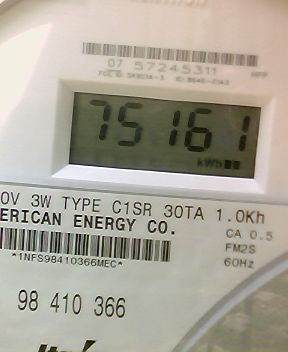 07 57245311
75161
kWh
0V 3W TYPE C1SR 30TA 1.0Kh
ERICAN ENERGY CO.
CA 0.5
FM2S
60Hz
*1NFS98410366MEC*
98 410 366